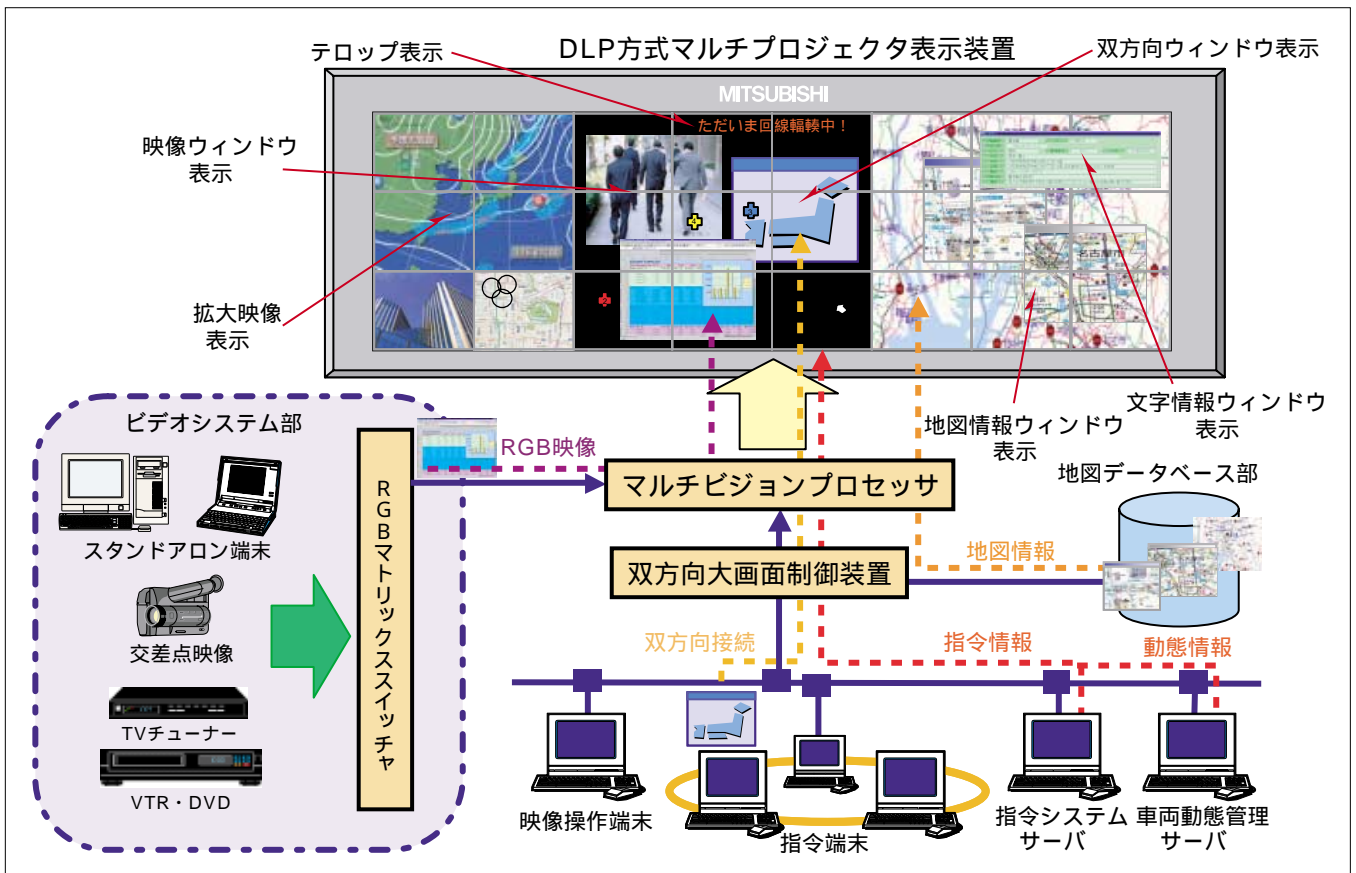 テロップ表示
DLP方式マルチプロジェクタ表示装置
双方向ウィンドウ表示
MITSUBISHI
ただいま回線輻輳中！
映像ウィンドウ
表示
名古屋市
拡大映像
表示
文字情報ウィンドウ
表示
地図情報ウィンドウ
表示
ビデオシステム部
RGB映像
マルチビジョンプロセッサ
地図データベース部
RGBマトリックススイッチャ
スタンドアロン端末
双方向大画面制御装置
地図情報
交差点映像
双方向接続
指令情報
動態情報
TVチューナー
VTR・DVD
映像操作端末
指令端末
指令システム
サーバ
車両動態管理
サーバ